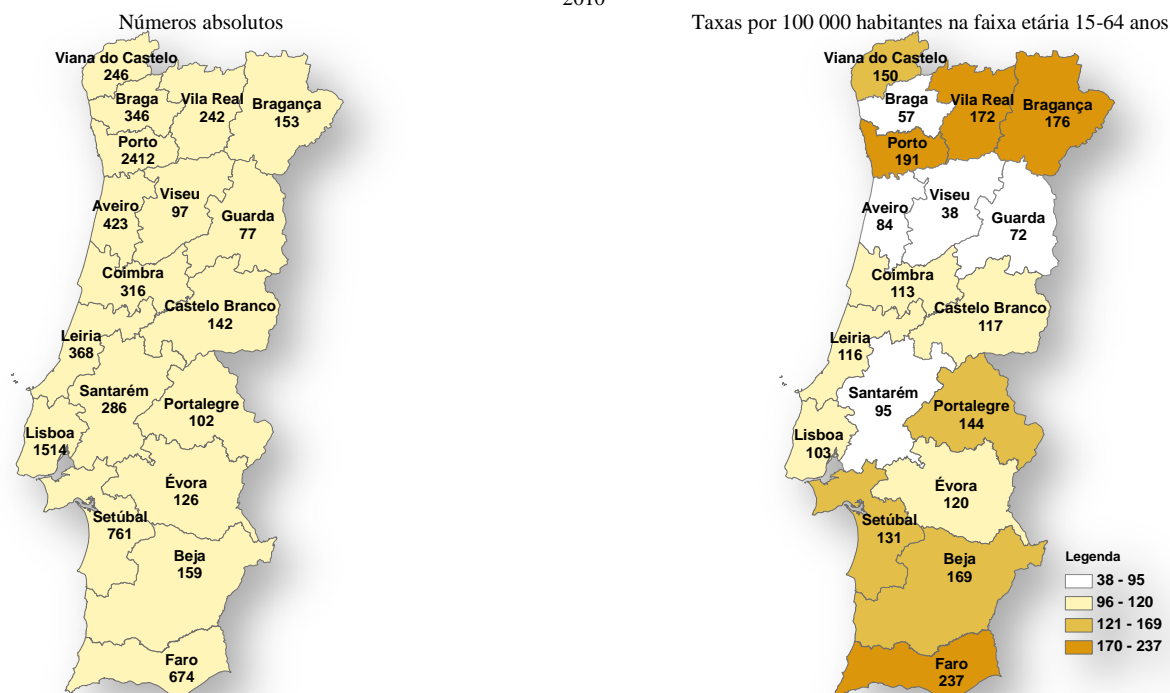 2010
Números absolutos
Viana do Castelo
246
Braga
346
Vila Real
242
Bragança
153
Porto
2412
Aveiro
423
Viseu
97
Guarda
77
Coimbra
316
Castelo Branco
142
Leiria
368
Santarém
286
Portalegre
102
Lisboa
1514
Évora
126
Setúbal
761
Beja
159
Faro
674
Taxas por 100 000 habitantes na faixa etária 15-64 anos
Viana do Castelo
150
Braga
57
Vila Real
172
Bragança
176
Porto
191
Aveiro
84
Viseu
38
Guarda
72
Coimbra
113
Castelo Branco
117
Leiria
116
Santarém
95
Portalegre
144
Lisboa
103
Évora
120
Setúbal
131
Beja
169
Faro
237
Legenda
38 - 95
96 - 120
121 - 169
170 - 237